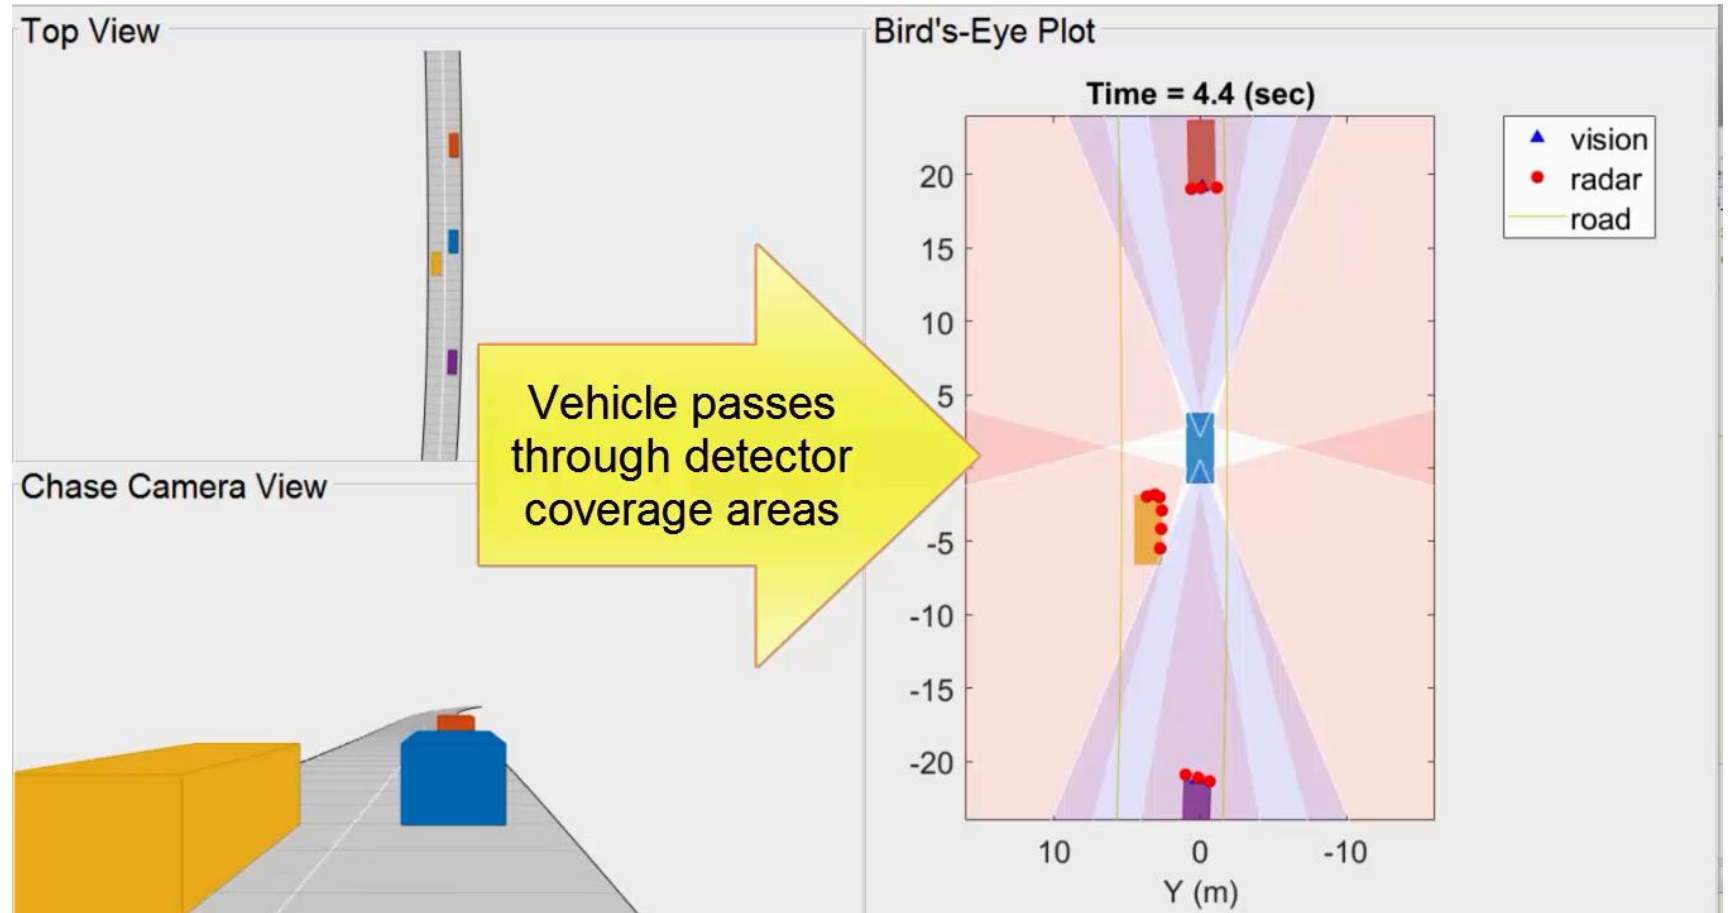 Top View
Bird's-Eye Plot
Time = 4.4 (sec)
vision
radar
road
20
15
10
5
-5
-10
-15
-20
10
0
-10
Y (m)
Vehicle passes
through detector
coverage areas
Chase Camera View